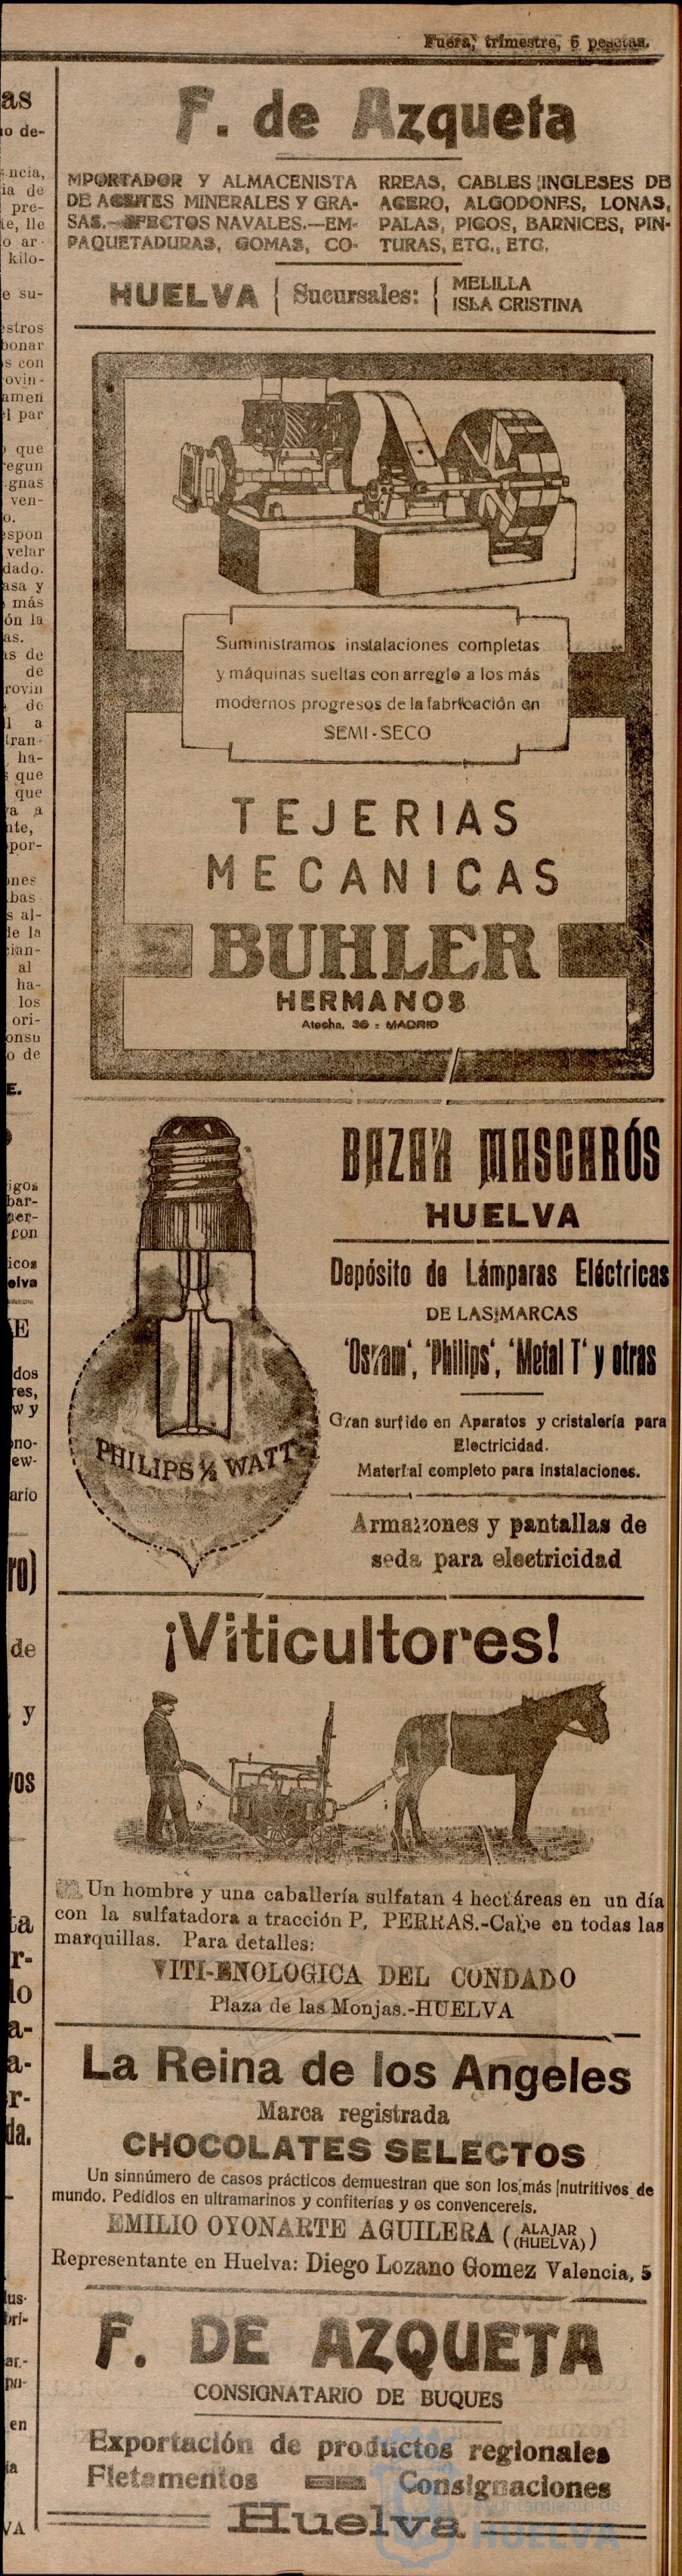 Fuera, trimestre, 6 pesetas.
F. de Azqueta
MPORTADOR Y ALMACENISTA
DE ACEITES MINERALES Y GRA-
SAS.—EFECTOS NAVALES.—EM-
PAQUETADURAS, GOMAS, CO-
RREAS, CABLES INGLESES DE
ACERO, ALGODONES, LONAS,
PALAS, PICOS, BARNICES, PIN-
TURAS, ETC., ETC.
HUELVA { Sucursales: { MELILLA
ISLA CRISTINA
Suministramos instalaciones completas
y máquinas sueltas con arreglo a los más
modernos progresos de la fabricación en
SEMI-SECO
TEJERIAS
MECANICAS
BUHLER
HERMANOS
Atocha, 36 - MADRID
PHILIPS ½ WATT
BAZAR MASCARÓS
HUELVA
Depósito de Lámparas Eléctricas
DE LAS MARCAS
'Osram', 'Philips', 'Metal T' y otras
Gran surtido en Aparatos y cristalería para
Electricidad.
Material completo para instalaciones.
Armazones y pantallas de
seda para electricidad
¡Viticultores!
Un hombre y una caballería sulfatan 4 hectáreas en un día
con la sulfatadora a tracción P, PERRAS.-Cabe en todas las
marquillas. Para detalles:
VITI-ENOLOGICA DEL CONDADO
Plaza de las Monjas.-HUELVA
La Reina de los Angeles
Marca registrada
CHOCOLATES SELECTOS
Un sinnúmero de casos prácticos demuestran que son los más nutritivos de
mundo. Pedidlos en ultramarinos y confiterías y os convencereis.
EMILIO OYONARTE AGUILERA (ALAJAR
(HUELVA))
Representante en Huelva: Diego Lozano Gomez Valencia, 5
F. DE AZQUETA
CONSIGNATARIO DE BUQUES
Exportación de productos regionales
Fletamentos Consignaciones
Huelva
Ayuntamiento de
HUELVA